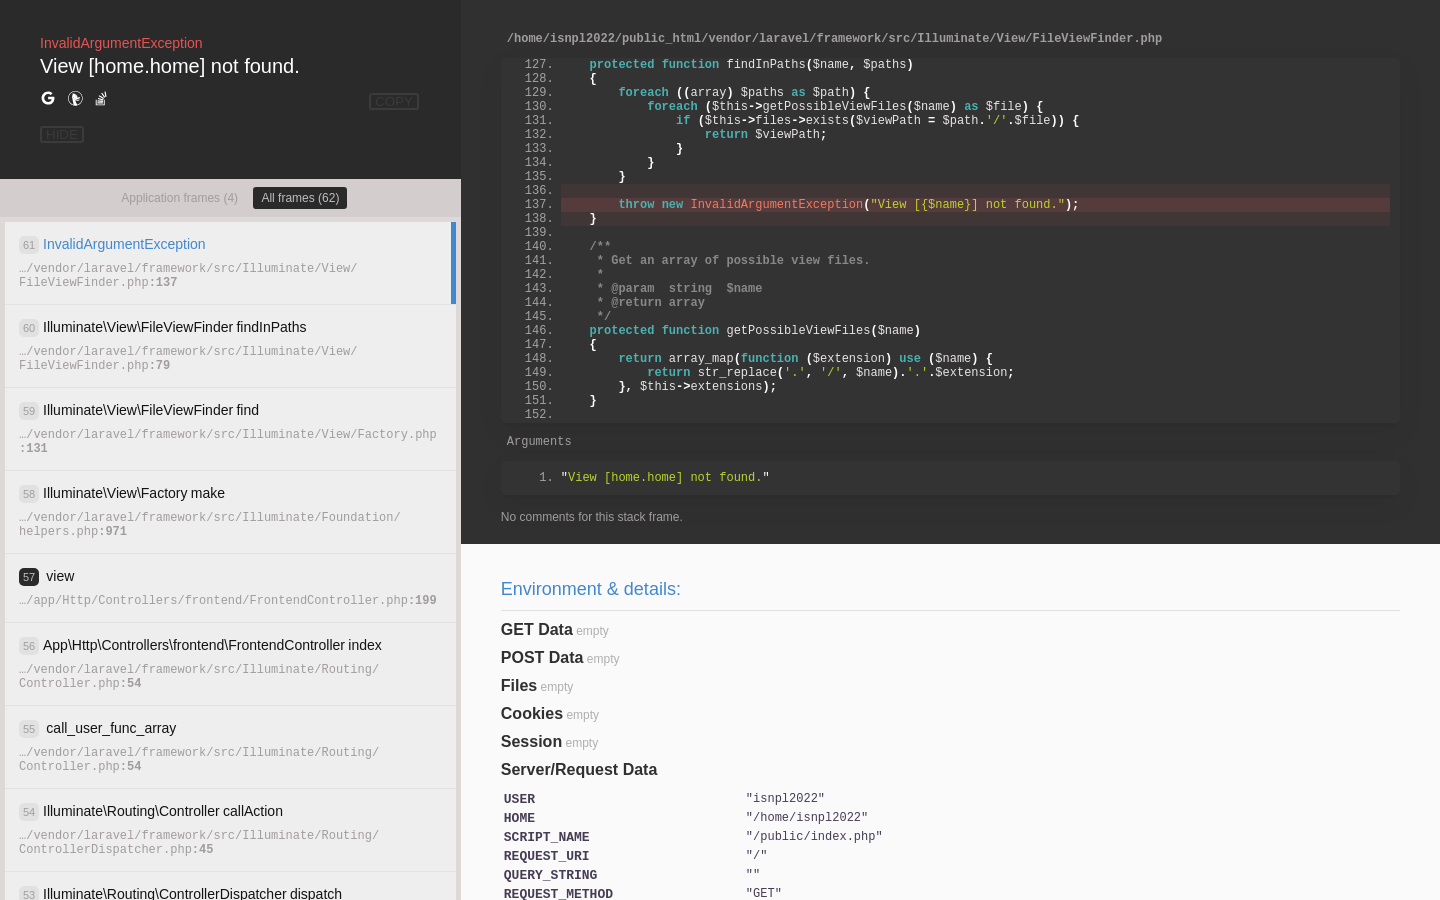 InvalidArgumentException
View [home.home] not found.
COPY
HIDE
Application frames (4) All frames (62)
61 InvalidArgumentException
…/vendor/laravel/framework/src/Illuminate/View/
FileViewFinder.php:137
60 Illuminate\View\FileViewFinder findInPaths
…/vendor/laravel/framework/src/Illuminate/View/
FileViewFinder.php:79
59 Illuminate\View\FileViewFinder find
…/vendor/laravel/framework/src/Illuminate/View/Factory.php
:131
58 Illuminate\View\Factory make
…/vendor/laravel/framework/src/Illuminate/Foundation/
helpers.php:971
57 view
…/app/Http/Controllers/frontend/FrontendController.php:199
56 App\Http\Controllers\frontend\FrontendController index
…/vendor/laravel/framework/src/Illuminate/Routing/
Controller.php:54
55 call_user_func_array
…/vendor/laravel/framework/src/Illuminate/Routing/
Controller.php:54
54 Illuminate\Routing\Controller callAction
…/vendor/laravel/framework/src/Illuminate/Routing/
ControllerDispatcher.php:45
53 Illuminate\Routing\ControllerDispatcher dispatch
/home/isnpl2022/public_html/vendor/laravel/framework/src/Illuminate/View/FileViewFinder.php
127.     protected function findInPaths($name, $paths)
128.     {
129.         foreach ((array) $paths as $path) {
130.             foreach ($this->getPossibleViewFiles($name) as $file) {
131.                 if ($this->files->exists($viewPath = $path.'/'.$file)) {
132.                     return $viewPath;
133.                 }
134.             }
135.         }
136.
137.         throw new InvalidArgumentException("View [{$name}] not found.");
138.     }
139.
140.     /**
141.      * Get an array of possible view files.
142.      *
143.      * @param  string  $name
144.      * @return array
145.      */
146.     protected function getPossibleViewFiles($name)
147.     {
148.         return array_map(function ($extension) use ($name) {
149.             return str_replace('.', '/', $name).'.'.$extension;
150.         }, $this->extensions);
151.     }
152.
Arguments
1. "View [home.home] not found."
No comments for this stack frame.
Environment & details:
GET Data empty
POST Data empty
Files empty
Cookies empty
Session empty
Server/Request Data
USER "isnpl2022"
HOME "/home/isnpl2022"
SCRIPT_NAME "/public/index.php"
REQUEST_URI "/"
QUERY_STRING ""
REQUEST_METHOD "GET"